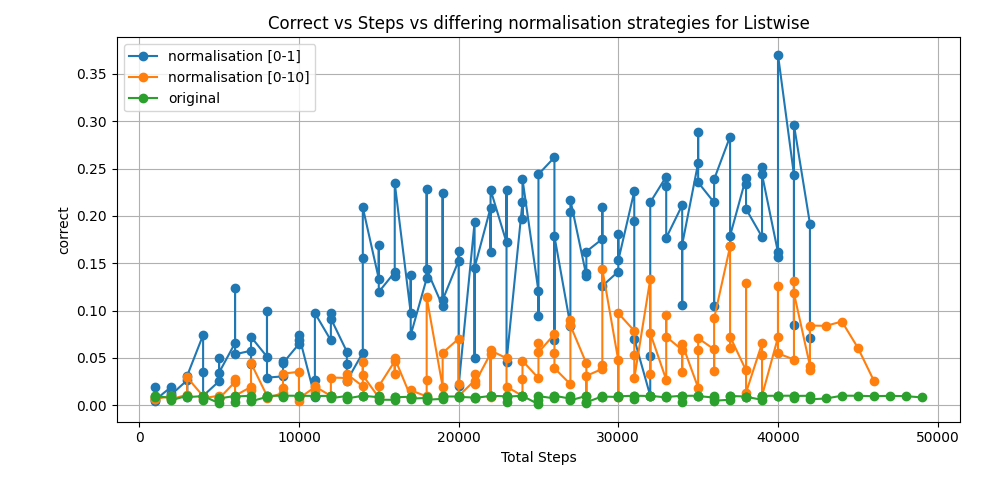 Correct vs Steps vs differing normalisation strategies for Listwise
normalisation [0-1]
normalisation [0-10]
original
correct
0.35
0.30
0.25
0.20
0.15
0.10
0.05
0.00
0
10000
20000
30000
40000
50000
Total Steps